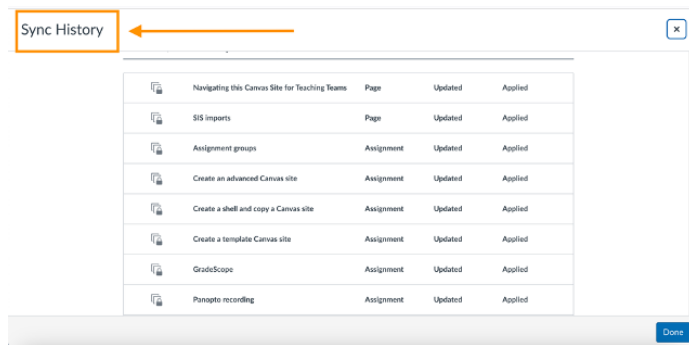 Sync History
Navigating this Canvas Site for Teaching Teams Page Updated Applied
SIS imports Page Updated Applied
Assignment groups Assignment Updated Applied
Create an advanced Canvas site Assignment Updated Applied
Create a shell and copy a Canvas site Assignment Updated Applied
Create a template Canvas site Assignment Updated Applied
GradeScope Assignment Updated Applied
Panopto recording Assignment Updated Applied
Done